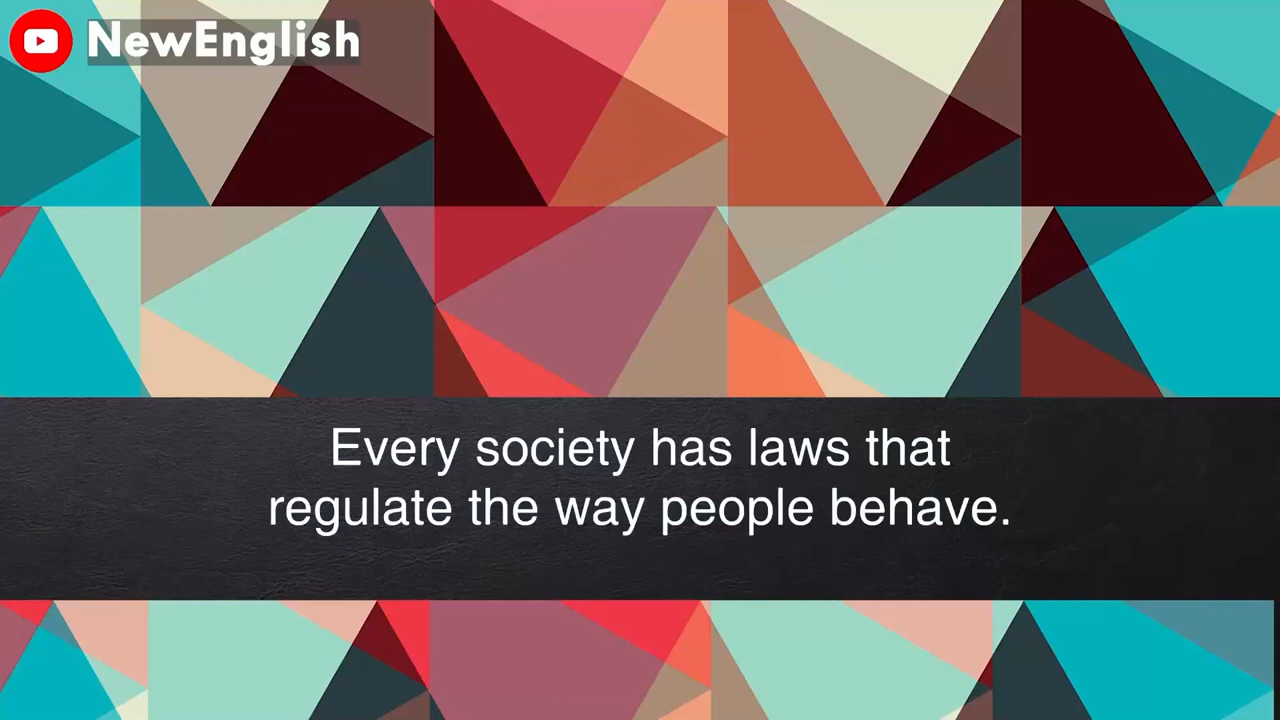 NewEnglish
Every society has laws that
regulate the way people behave.